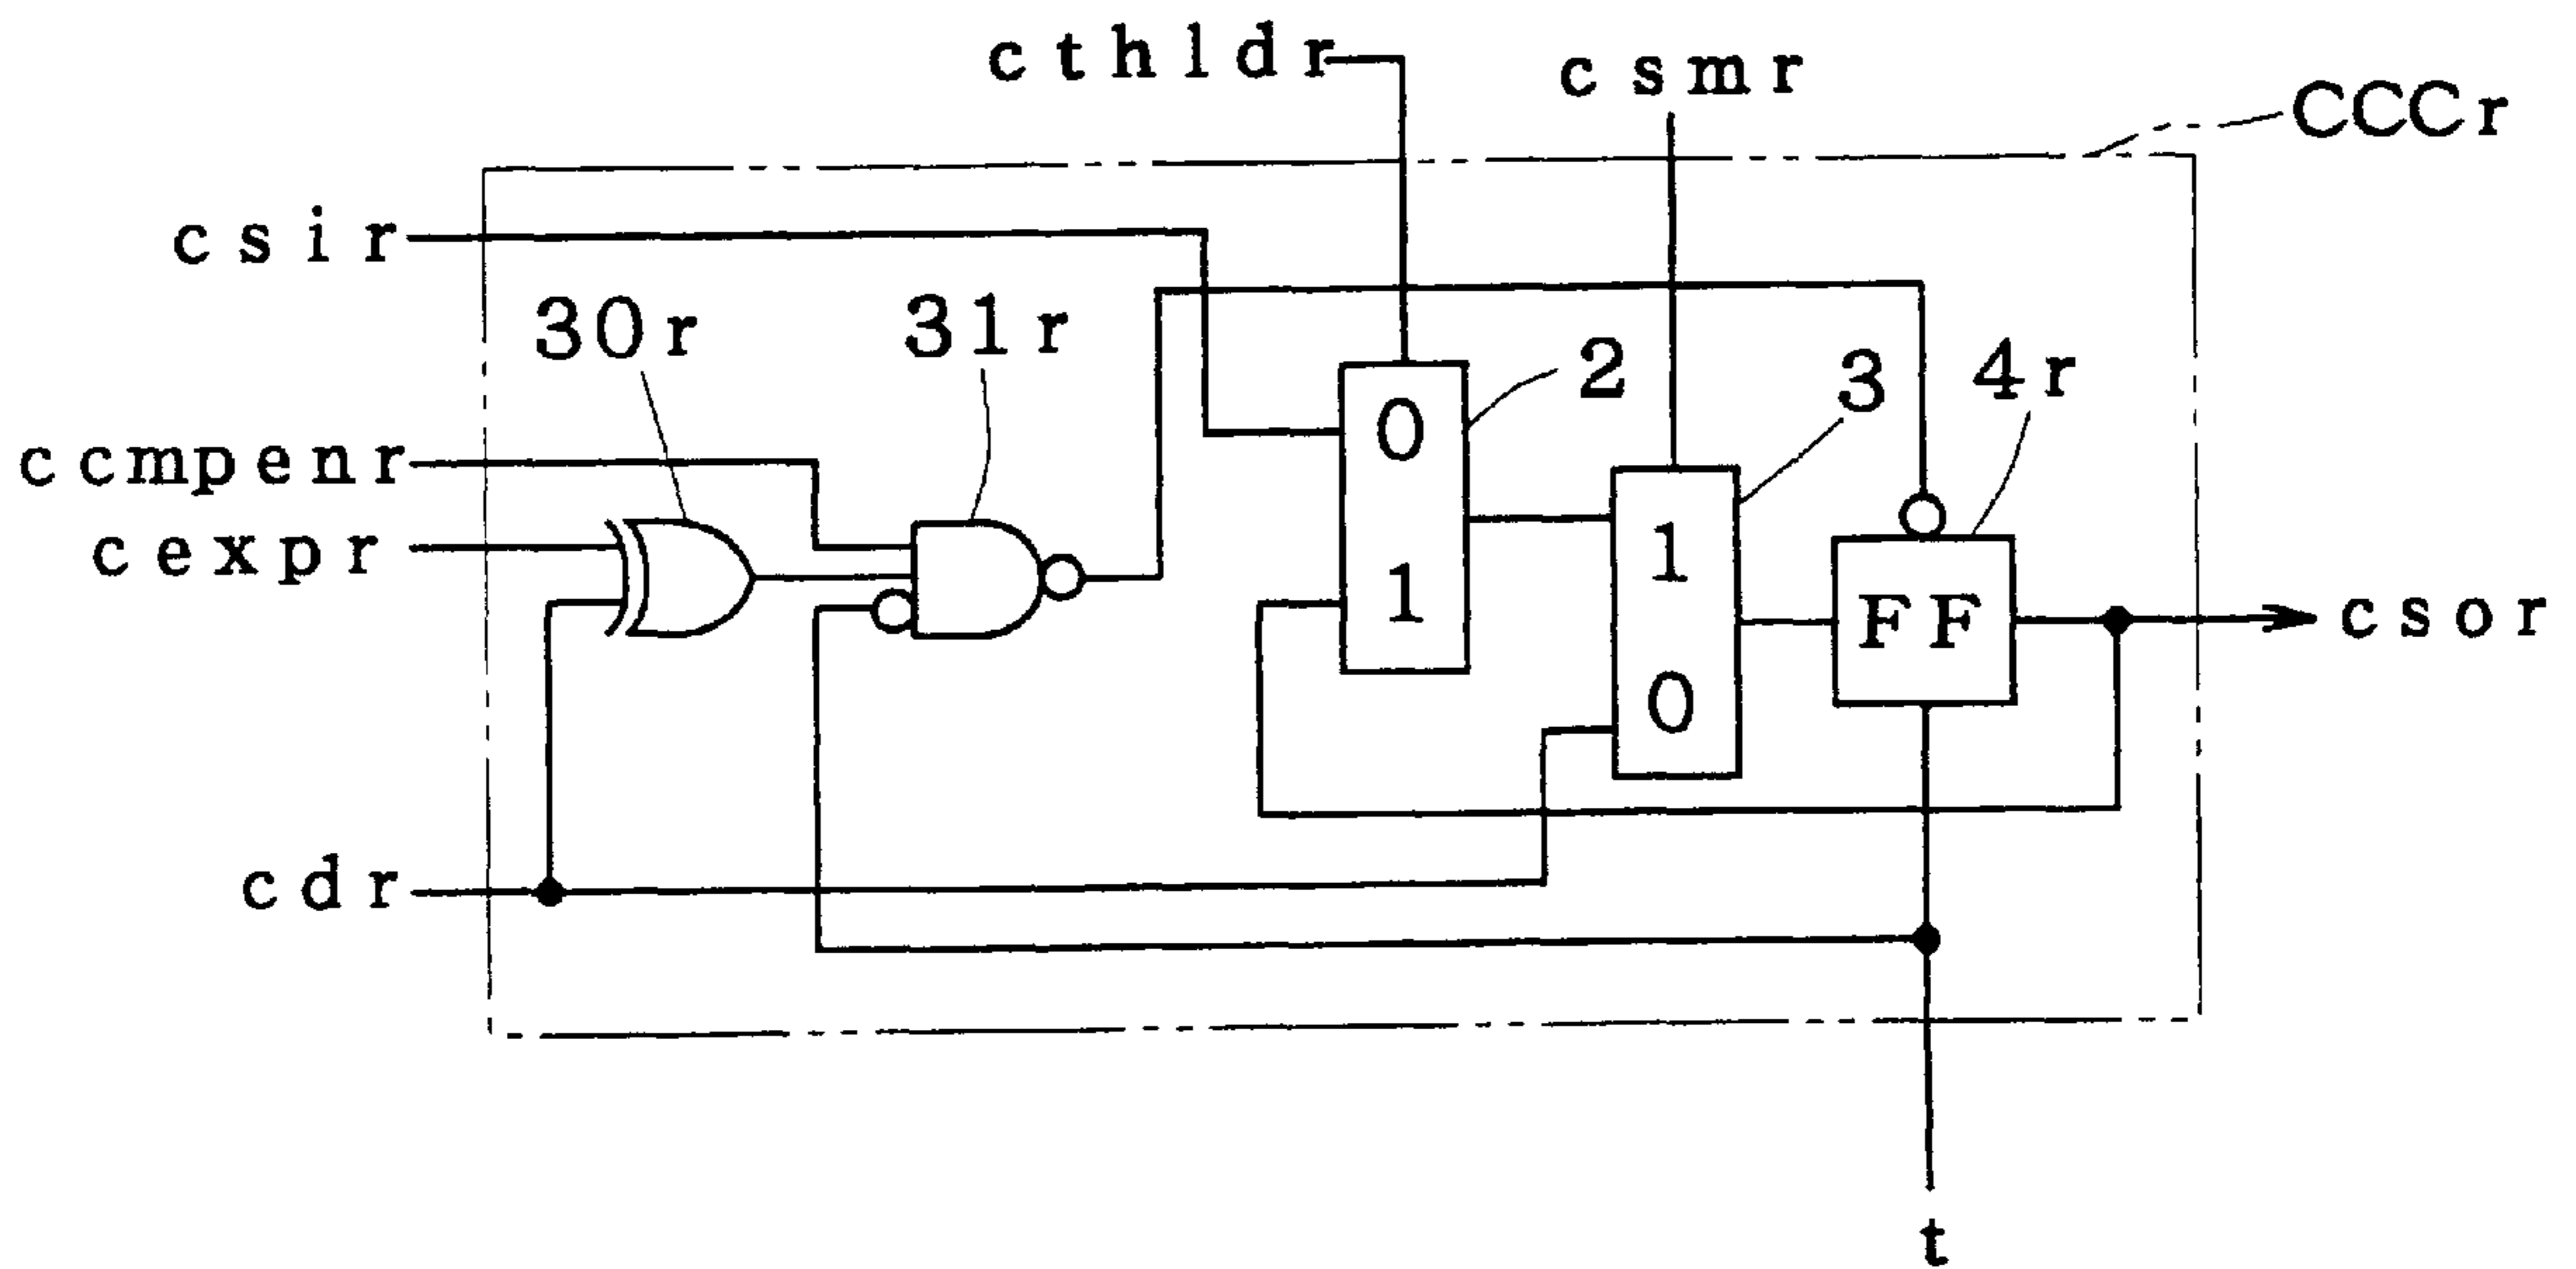 cthldr
csmr
CCCr
csir
30r
31r
2
3
4r
ccmpenr
cexpr
0
1
1
0
FF
csor
cdr
t